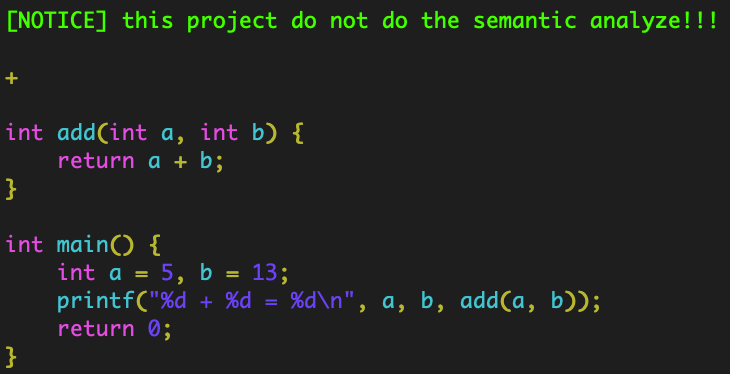 [NOTICE] this project do not do the semantic analyze!!!
+
int add(int a, int b) {
    return a + b;
}
int main() {
    int a = 5, b = 13;
    printf("%d + %d = %d\n", a, b, add(a, b));
    return 0;
}